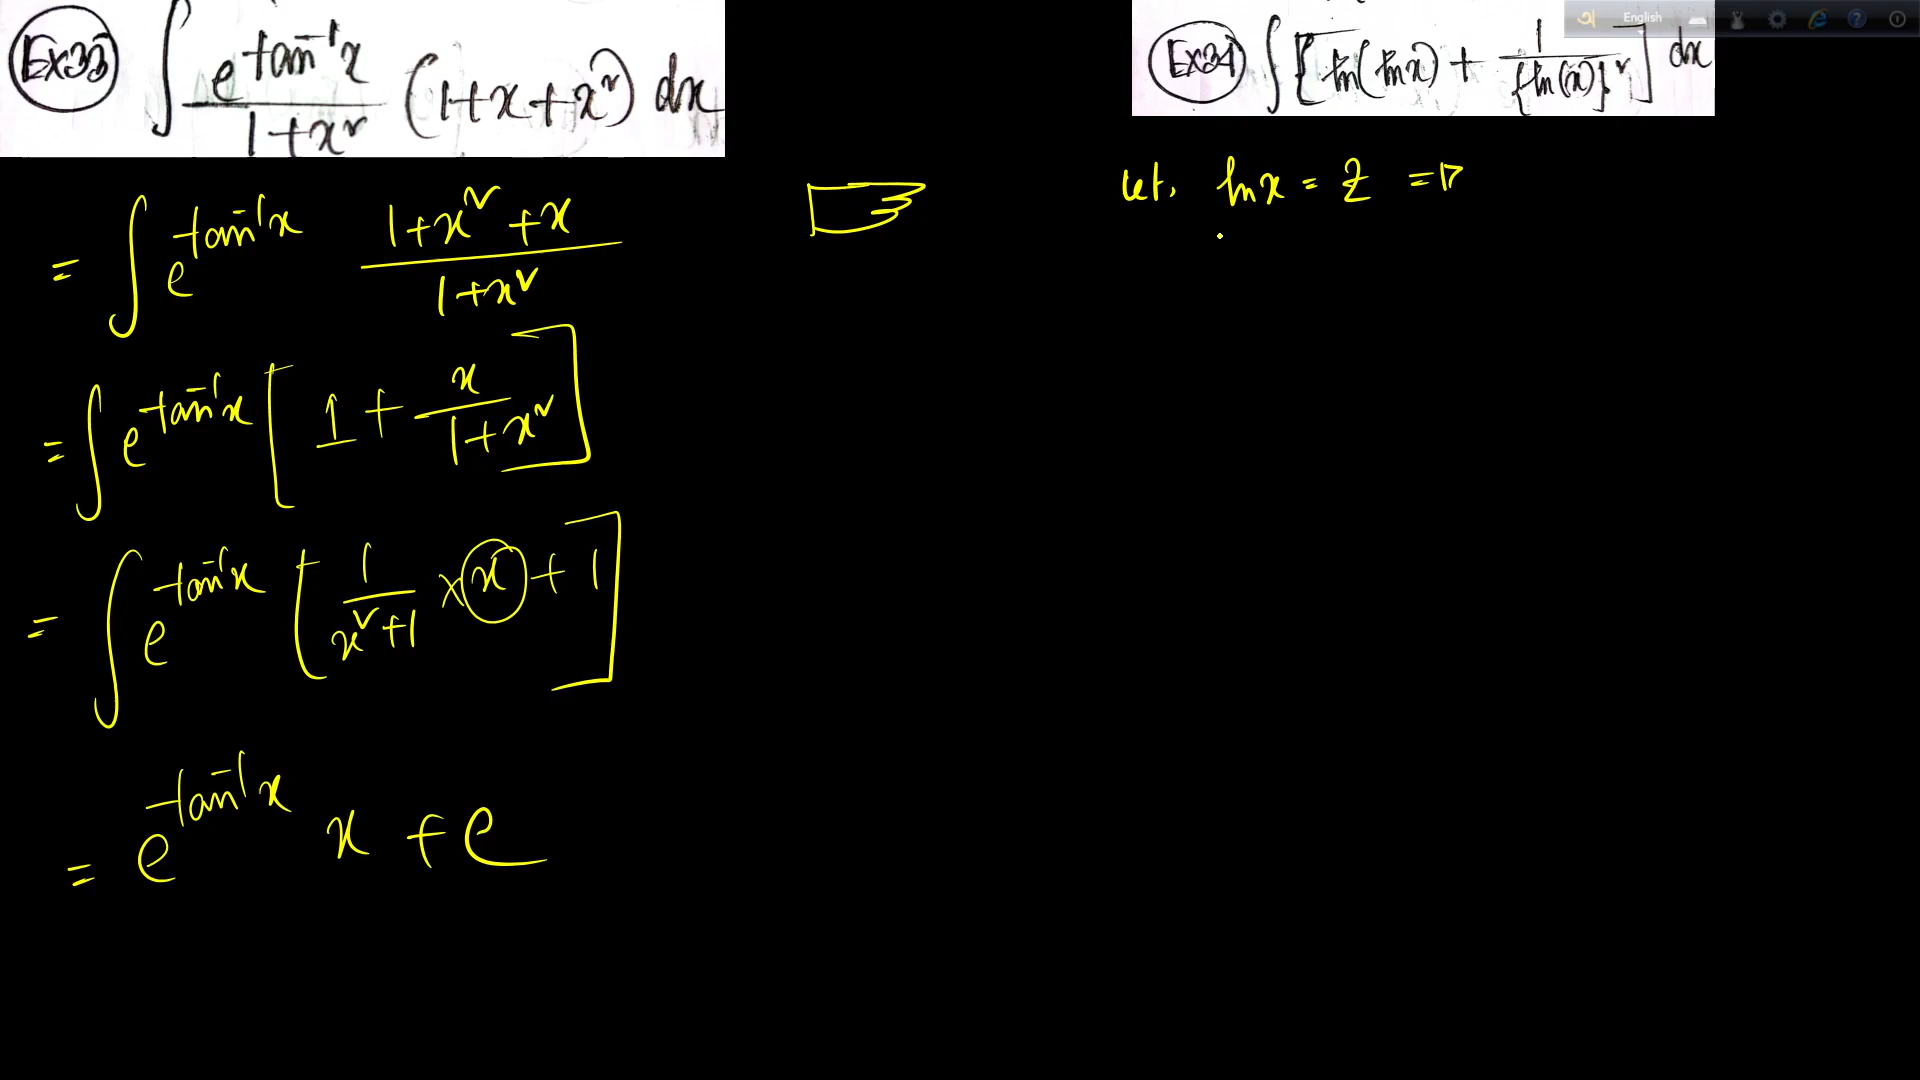 Ex33 ∫ e^(tan⁻¹x)/(1+x²) (1+x+x²) dx
= ∫ e^(tan⁻¹x) (1+x²+x)/(1+x²)
= ∫ e^(tan⁻¹x) [ 1 + x/(1+x²) ]
= ∫ e^(tan⁻¹x) [ 1/(x²+1) × x + 1 ]
= e^(tan⁻¹x) x + c
Ex34 ∫ [ ln(ln x) + 1/{ln(x)}² ] dx
Let, ln x = z ⇒
অ English